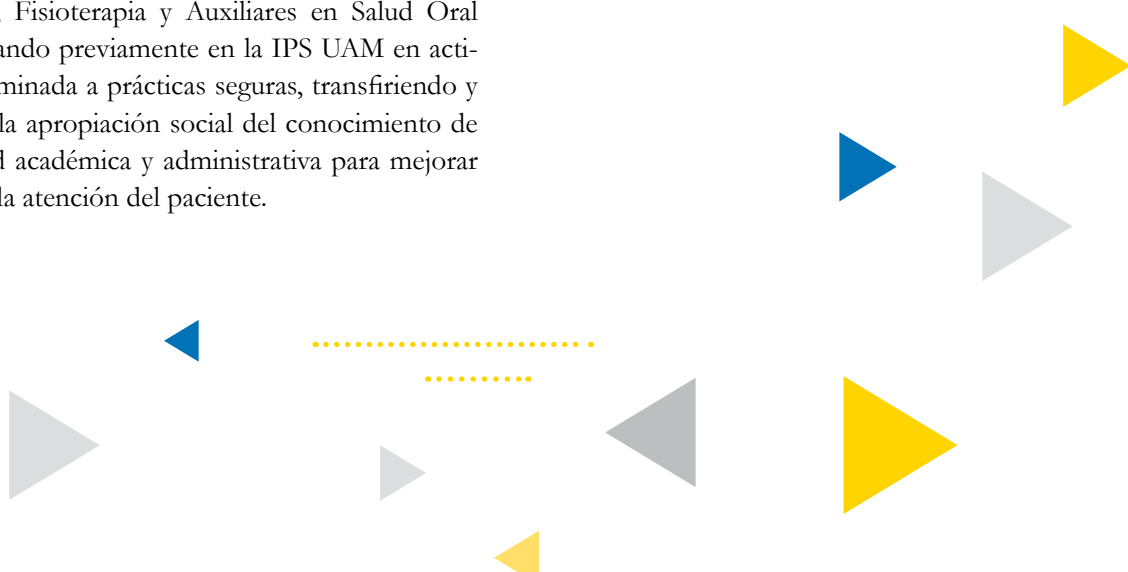 Fisioterapia y Auxiliares en Salud Oral
ando previamente en la IPS UAM en acti-
minada a prácticas seguras, transfiriendo y
la apropiación social del conocimiento de
d académica y administrativa para mejorar
la atención del paciente.